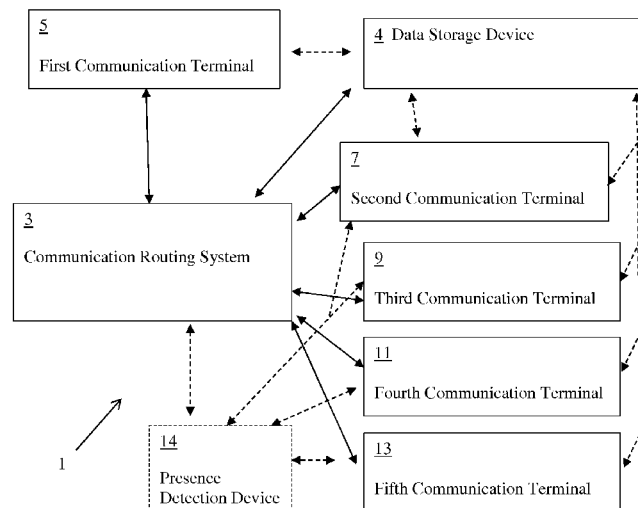 5
First Communication Terminal
4 Data Storage Device
7
Second Communication Terminal
3
Communication Routing System
9
Third Communication Terminal
11
Fourth Communication Terminal
1
14
Presence
Detection Device
13
Fifth Communication Terminal